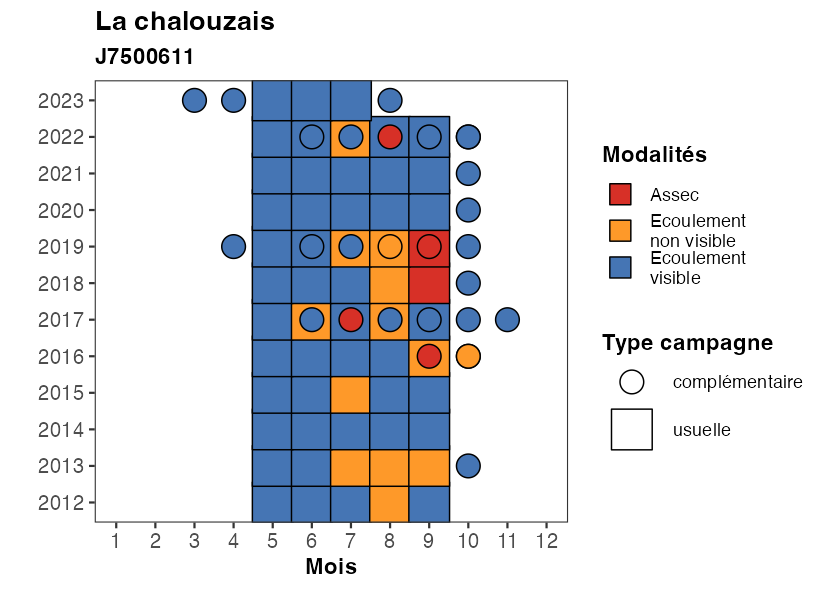 La chalouzais
J7500611
2023
2022
2021
2020
2019
2018
2017
2016
2015
2014
2013
2012
1 2 3 4 5 6 7 8 9 10 11 12
Mois
Modalités
Assec
Ecoulement
non visible
Ecoulement
visible
Type campagne
complémentaire
usuelle